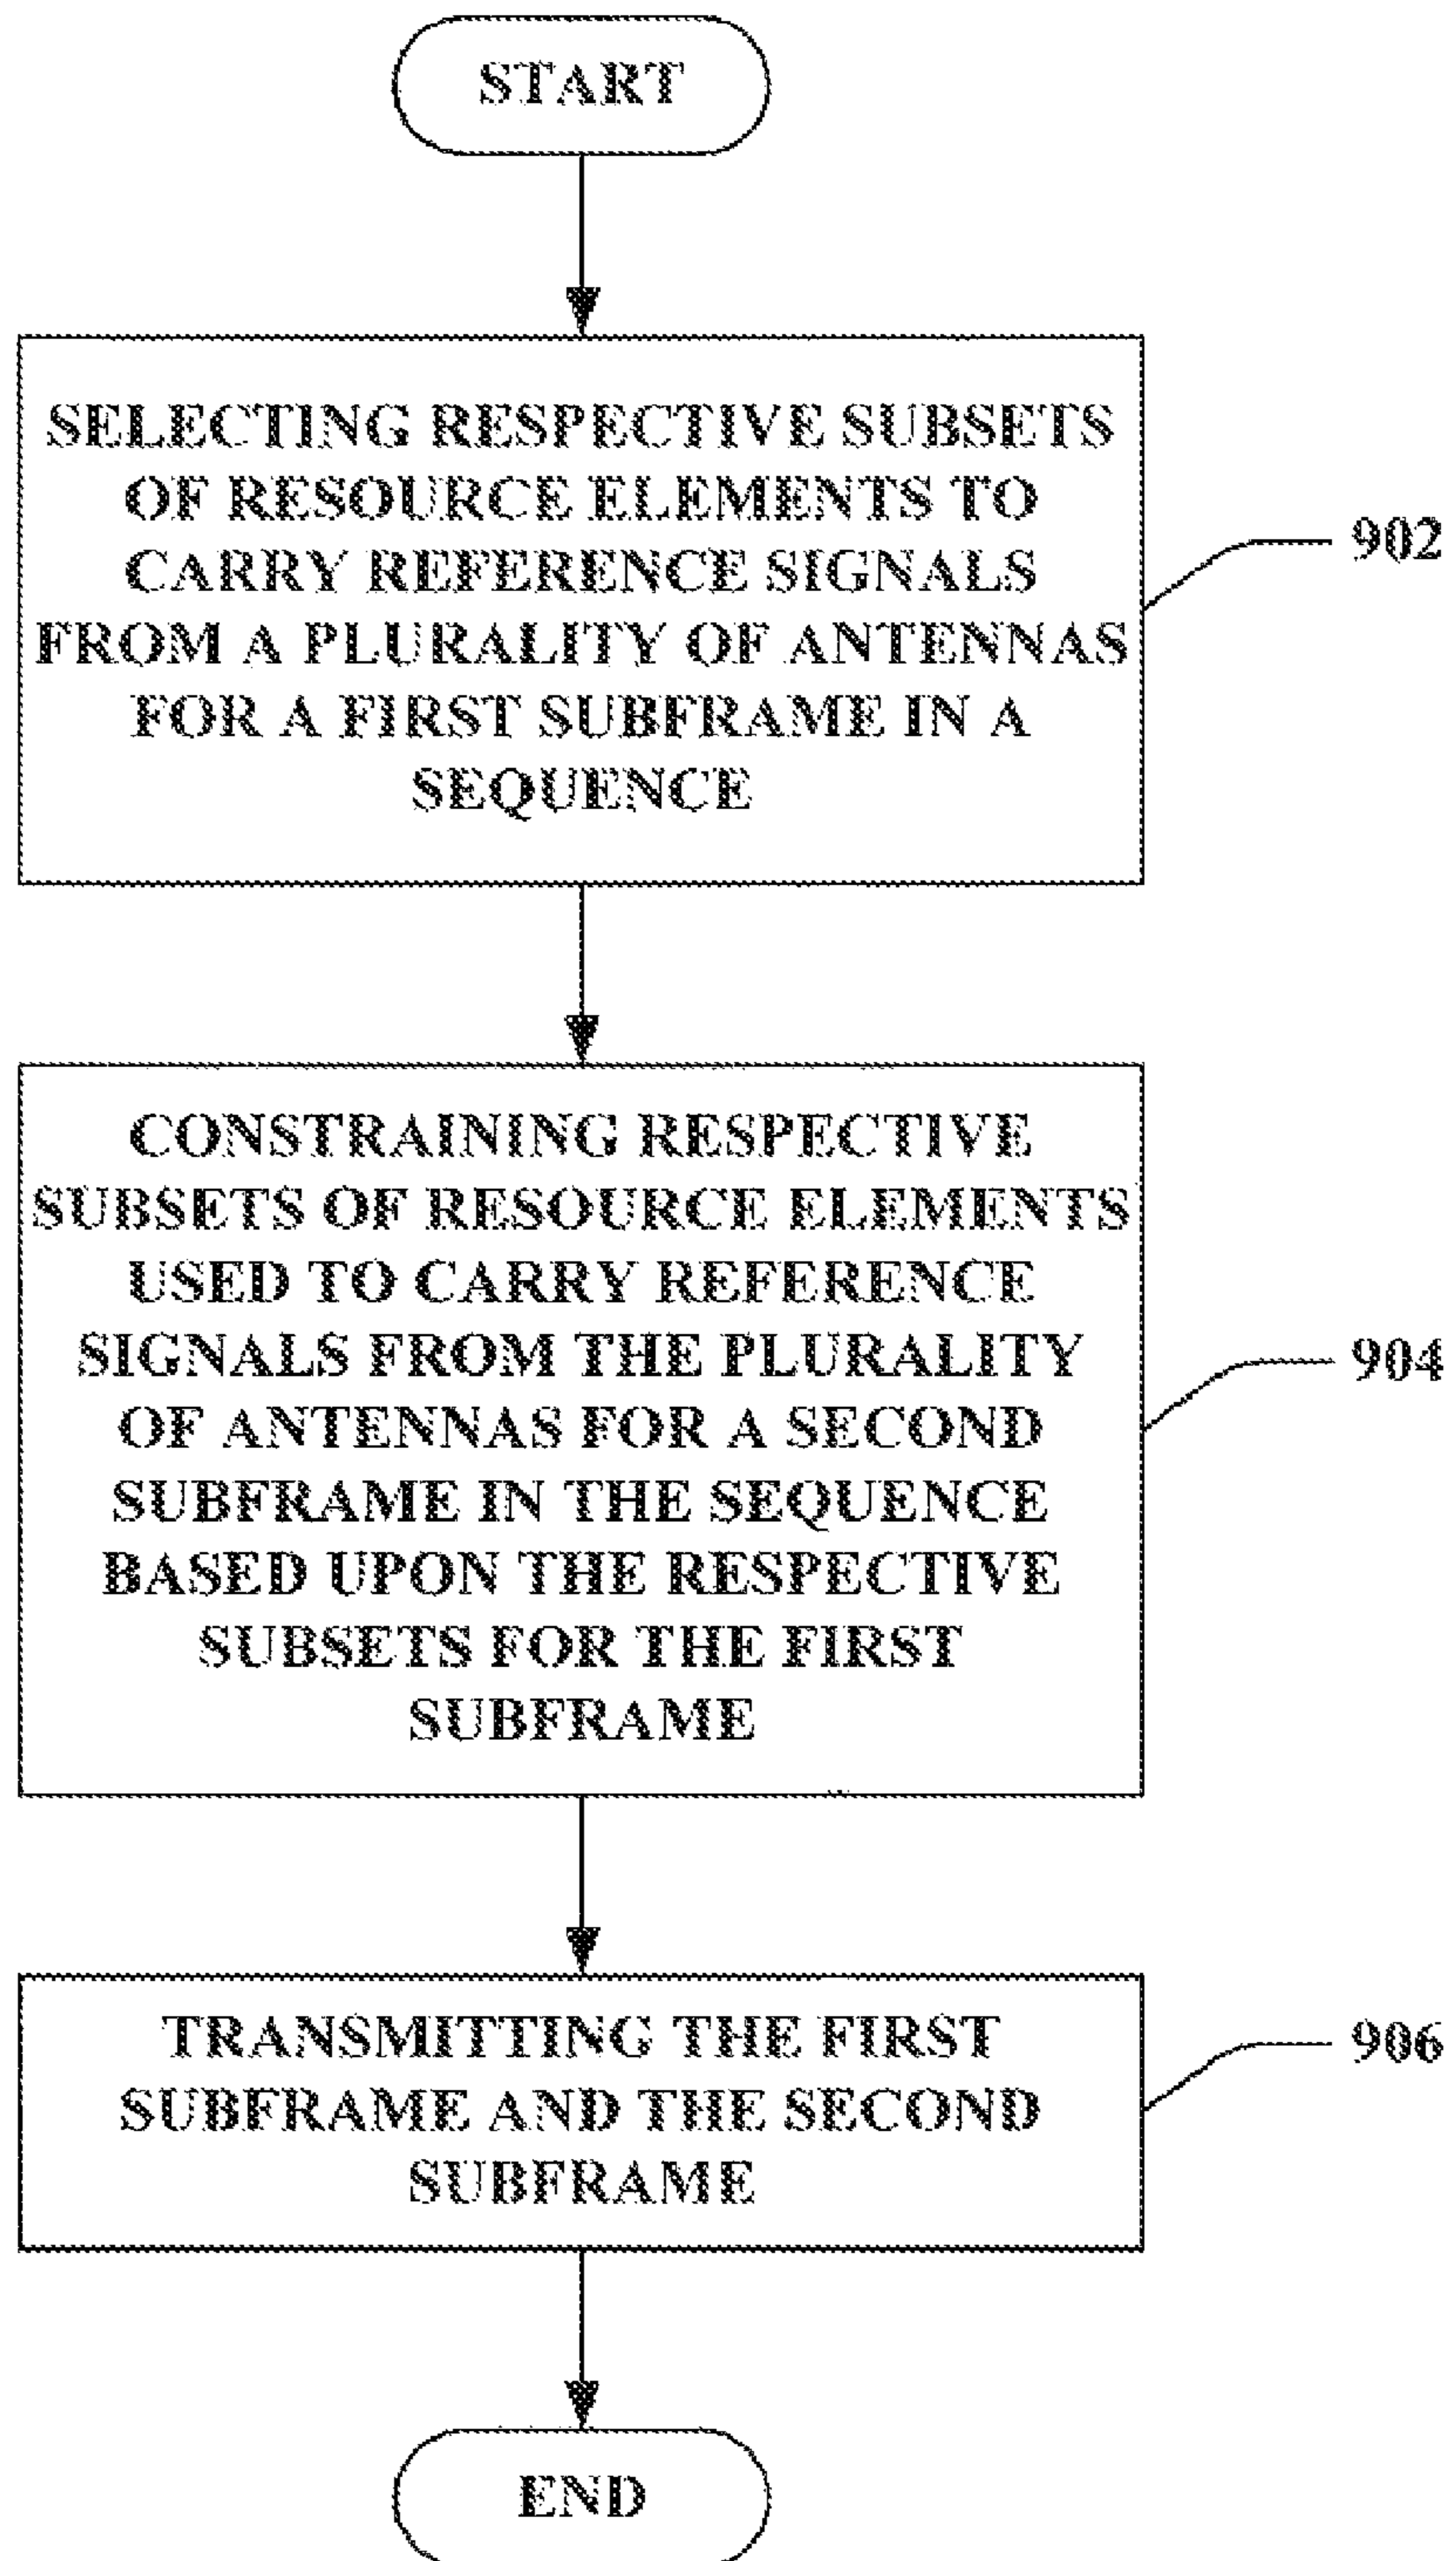 START
SELECTING RESPECTIVE SUBSETS
OF RESOURCE ELEMENTS TO
CARRY REFERENCE SIGNALS
FROM A PLURALITY OF ANTENNAS
FOR A FIRST SUBFRAME IN A
SEQUENCE
902
CONSTRAINING RESPECTIVE
SUBSETS OF RESOURCE ELEMENTS
USED TO CARRY REFERENCE
SIGNALS FROM THE PLURALITY
OF ANTENNAS FOR A SECOND
SUBFRAME IN THE SEQUENCE
BASED UPON THE RESPECTIVE
SUBSETS FOR THE FIRST
SUBFRAME
904
TRANSMITTING THE FIRST
SUBFRAME AND THE SECOND
SUBFRAME
906
END